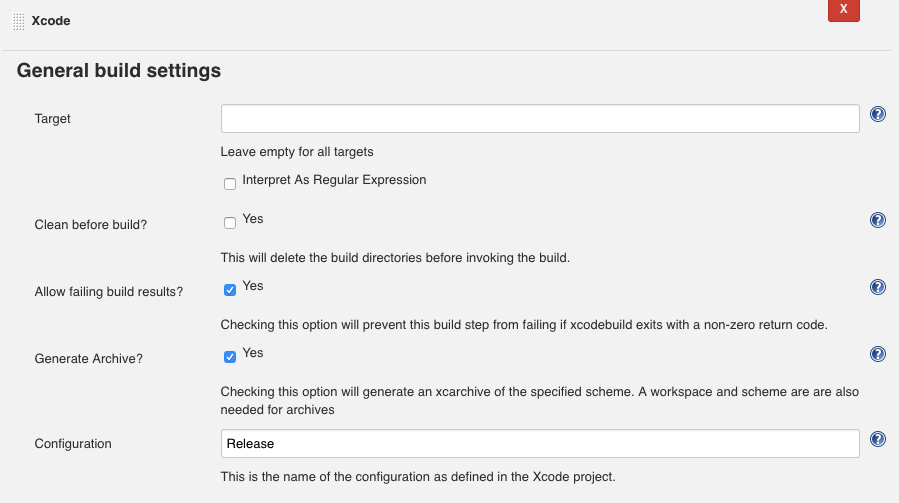 Xcode
X
General build settings
Target
?
Leave empty for all targets
Interpret As Regular Expression
Clean before build?
Yes
?
This will delete the build directories before invoking the build.
Allow failing build results?
Yes
?
Checking this option will prevent this build step from failing if xcodebuild exits with a non-zero return code.
Generate Archive?
Yes
?
Checking this option will generate an xcarchive of the specified scheme. A workspace and scheme are are also
needed for archives
Configuration
Release
?
This is the name of the configuration as defined in the Xcode project.